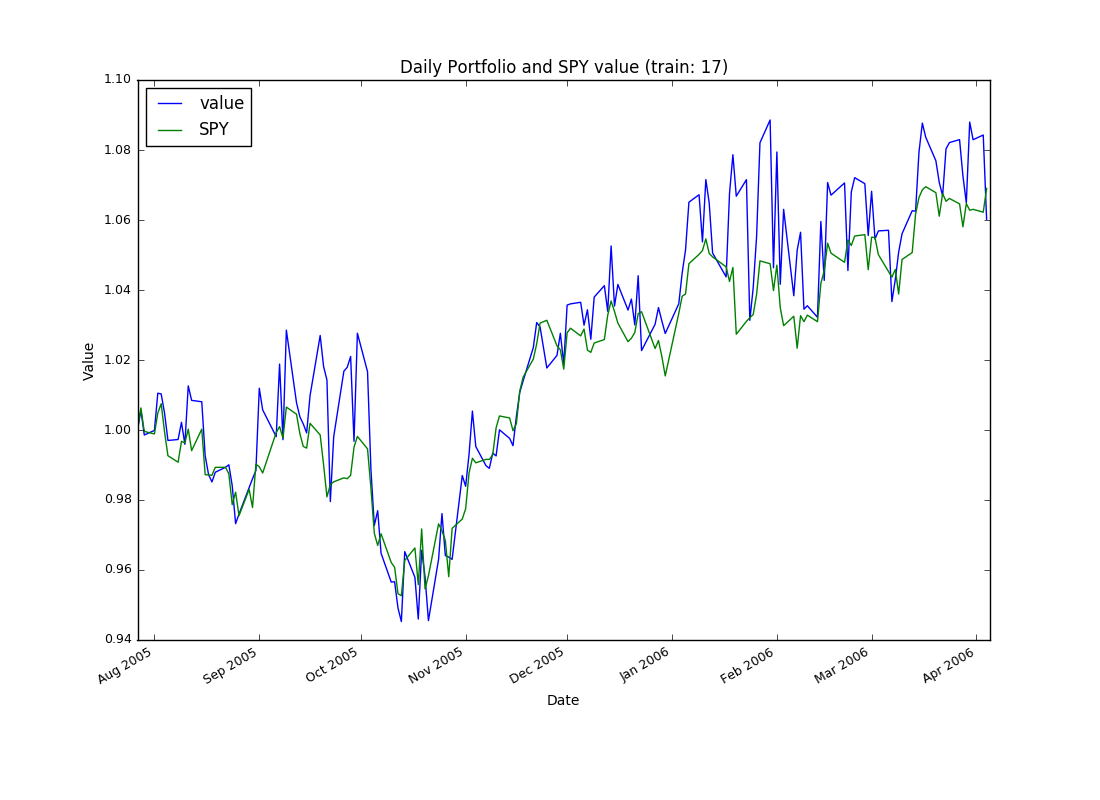 Daily Portfolio and SPY value (train: 17)
1.10
1.08
1.06
1.04
1.02
1.00
0.98
0.96
0.94
value
SPY
Value
Aug 2005
Sep 2005
Oct 2005
Nov 2005
Dec 2005
Jan 2006
Feb 2006
Mar 2006
Apr 2006
Date